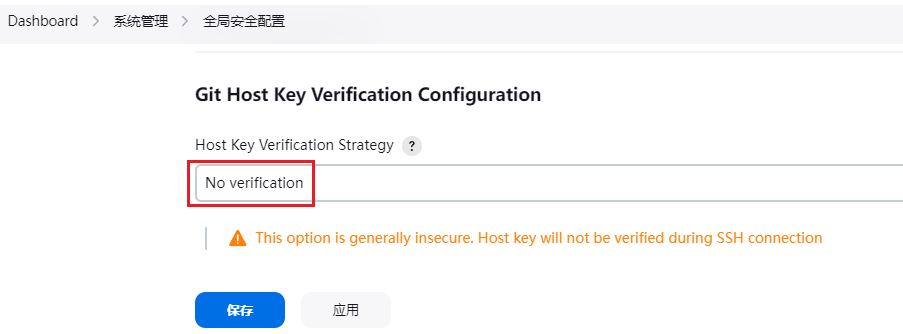 Dashboard > 系统管理 > 全局安全配置
Git Host Key Verification Configuration
Host Key Verification Strategy ?
No verification
This option is generally insecure. Host key will not be verified during SSH connection
保存 应用